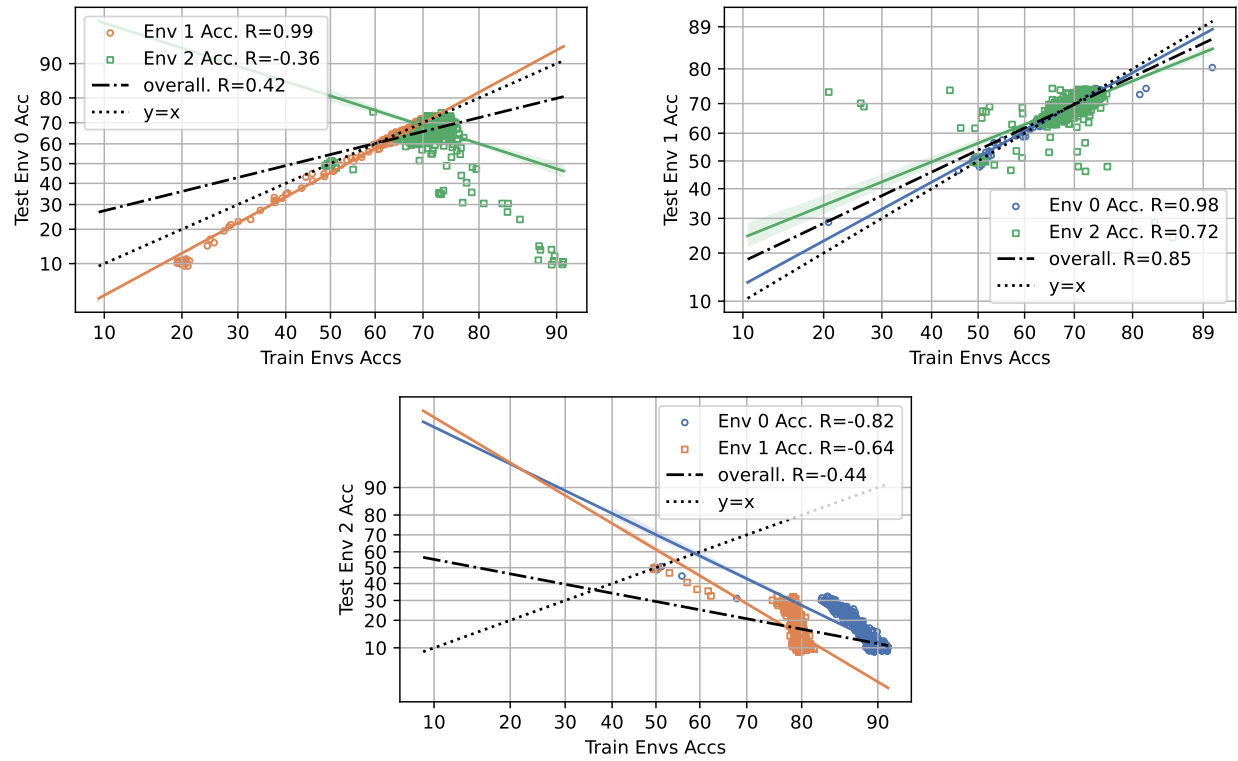 Test Env 0 Acc
90
80
70
60
50
40
30
20
10
Env 1 Acc. R=0.99
Env 2 Acc. R=-0.36
overall. R=0.42
y=x
10 20 30 40 50 60 70 80 90
Train Envs Accs
Test Env 1 Acc
89
80
70
60
50
40
30
20
10
Env 0 Acc. R=0.98
Env 2 Acc. R=0.72
overall. R=0.85
y=x
10 20 30 40 50 60 70 80 89
Train Envs Accs
Test Env 2 Acc
90
80
70
60
50
40
30
20
10
Env 0 Acc. R=-0.82
Env 1 Acc. R=-0.64
overall. R=-0.44
y=x
10 20 30 40 50 60 70 80 90
Train Envs Accs